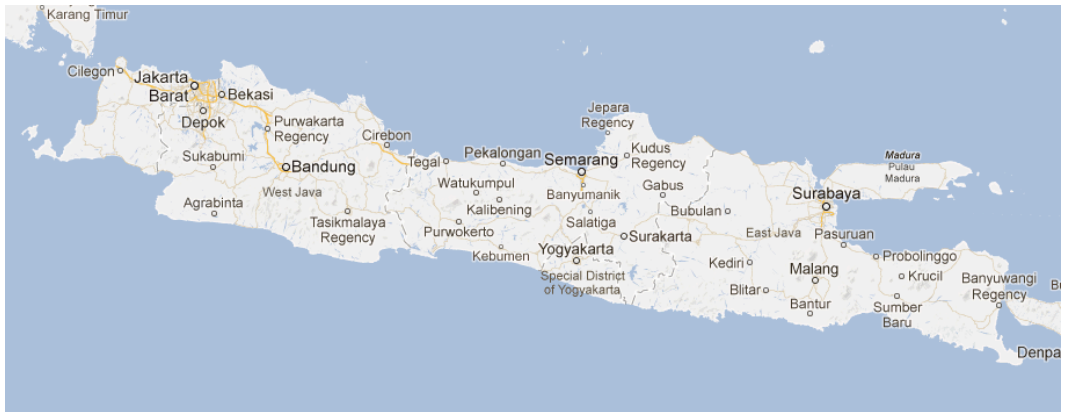 Karang Timur
Cilegon
Jakarta
Barat
Bekasi
Depok
Purwakarta
Regency
Jepara
Regency
Cirebon
Sukabumi
Bandung
Tegal
Pekalongan
Semarang
Kudus
Regency
Madura
Pulau
Madura
West Java
Watukumpul
Banyumanik
Gabus
Surabaya
Agrabinta
Tasikmalaya
Regency
Kalibening
Purwokerto
Salatiga
Bubulan
Surakarta
East Java
Pasuruan
Kebumen
Yogyakarta
Special District
of Yogyakarta
Kediri
Malang
Probolinggo
Krucil
Banyuwangi
Regency
Blitar
Bantur
Sumber
Baru
Denpa